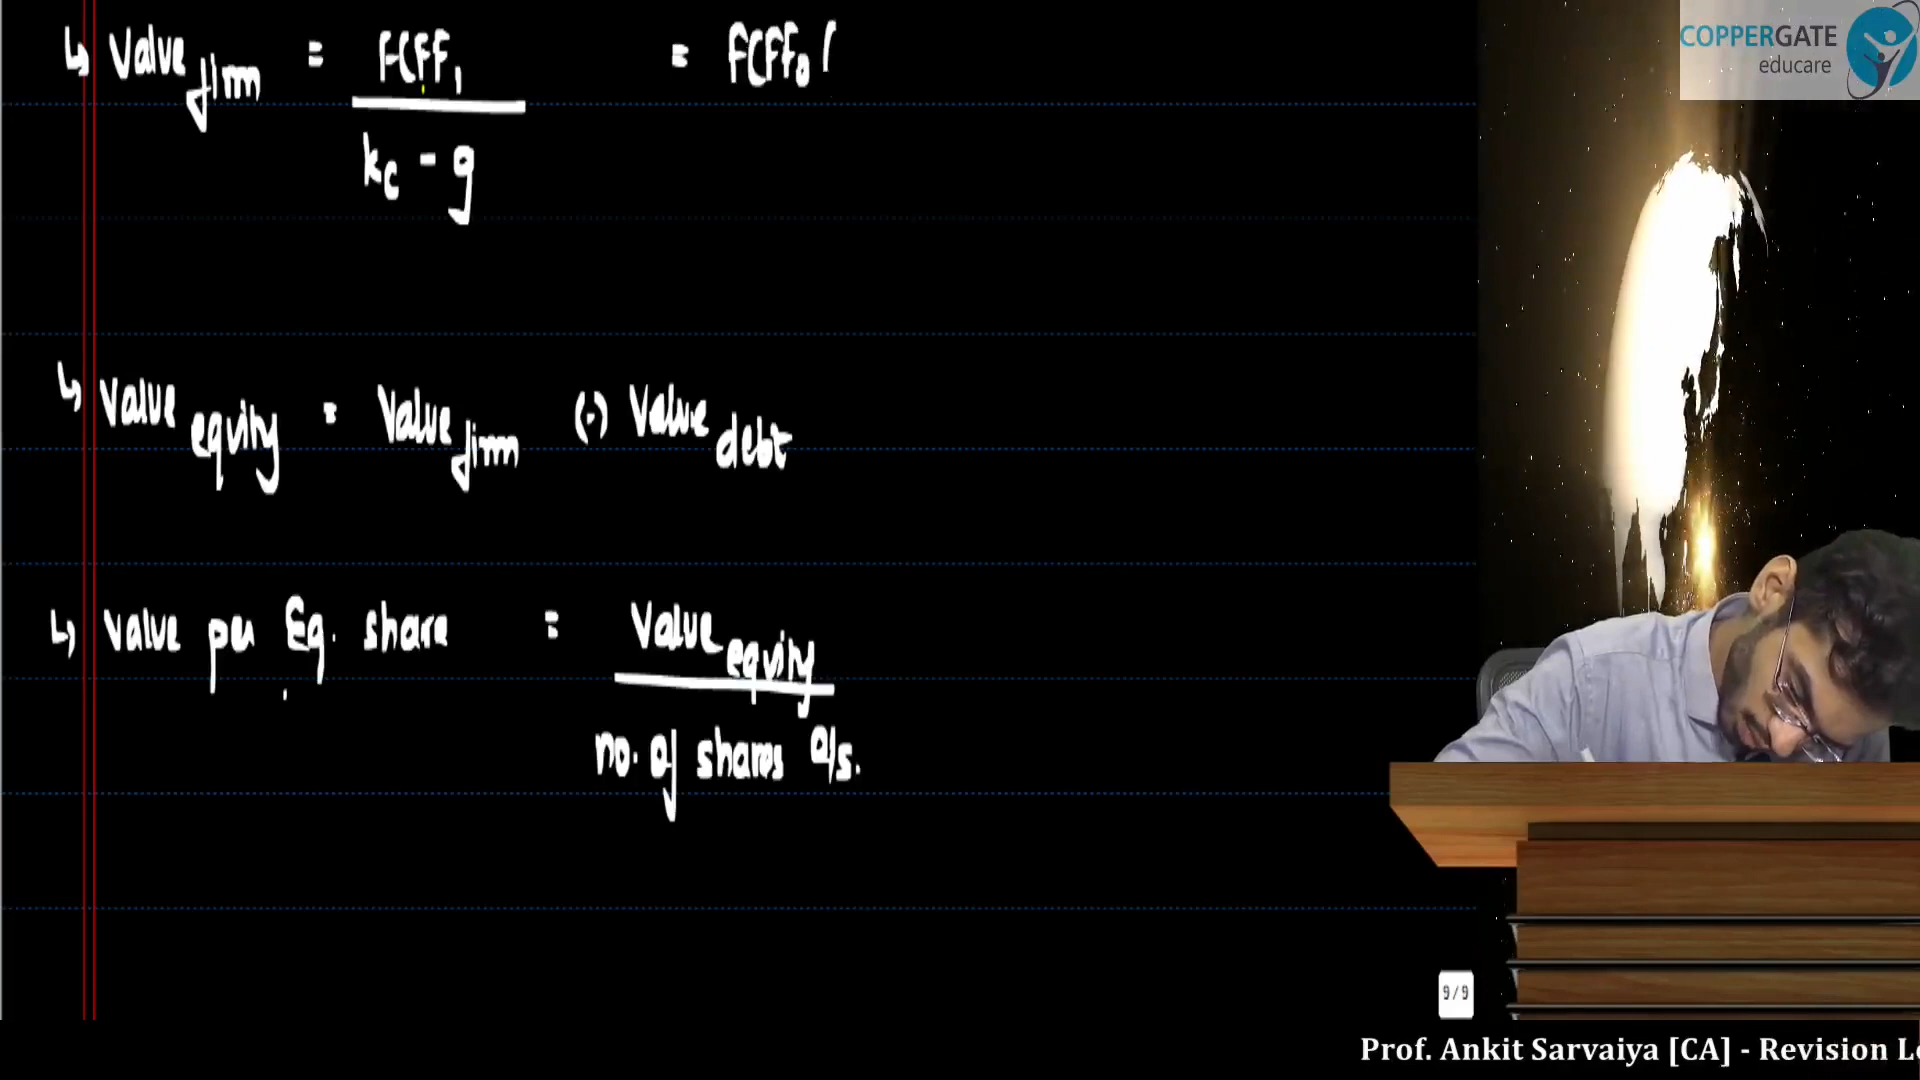 ↳ Value firm = FCFF₁ = FCFF₀ (
kc - g
↳ Value equity = Value firm (-) Value debt
↳ Value per Eq. share = Value equity
no. of shares o/s.
COPPERGATE
educare
9/9
Prof. Ankit Sarvaiya [CA] - Revision Le